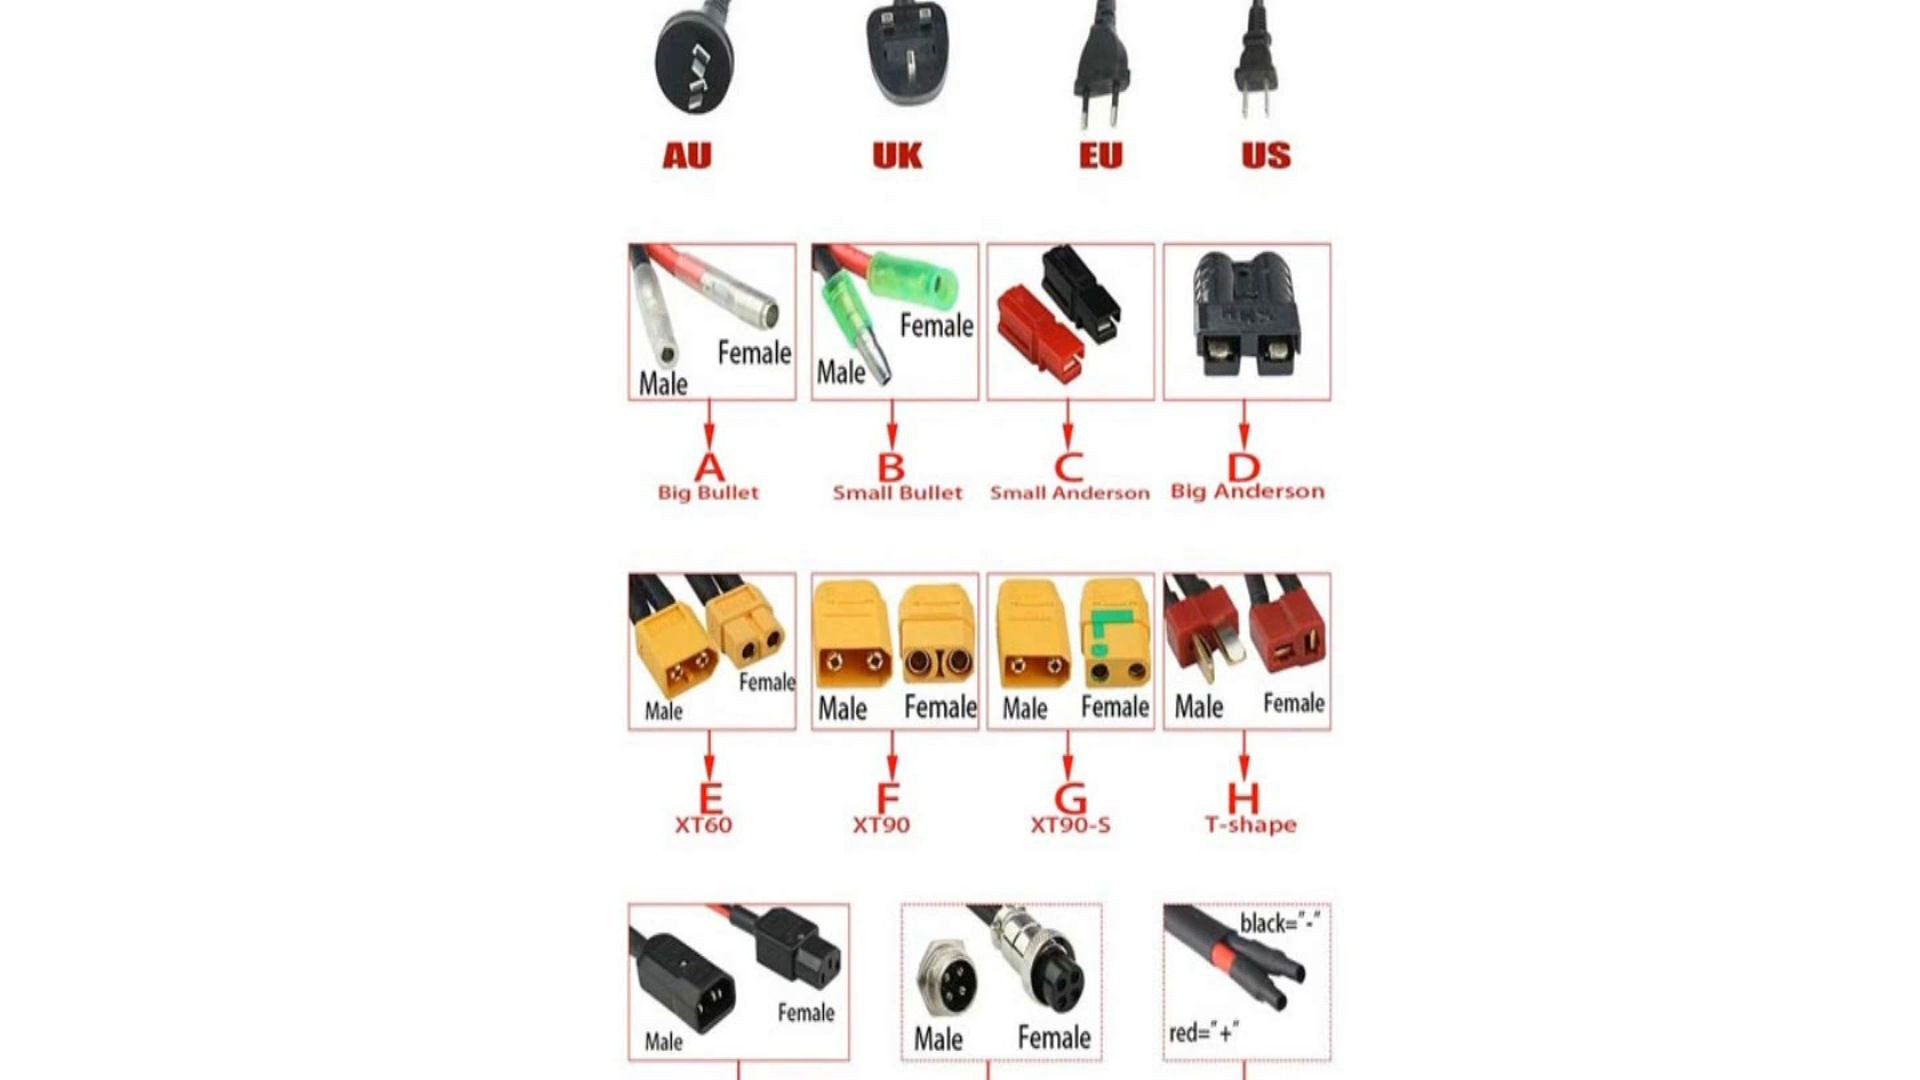 AU
UK
EU
US
Male
Female
Male
Female
A
Big Bullet
B
Small Bullet
C
Small Anderson
D
Big Anderson
Male
Female
Male
Female
Male
Female
Male
Female
E
XT60
F
XT90
G
XT90-S
H
T-shape
Male
Female
Male
Female
black="-"
red="+"